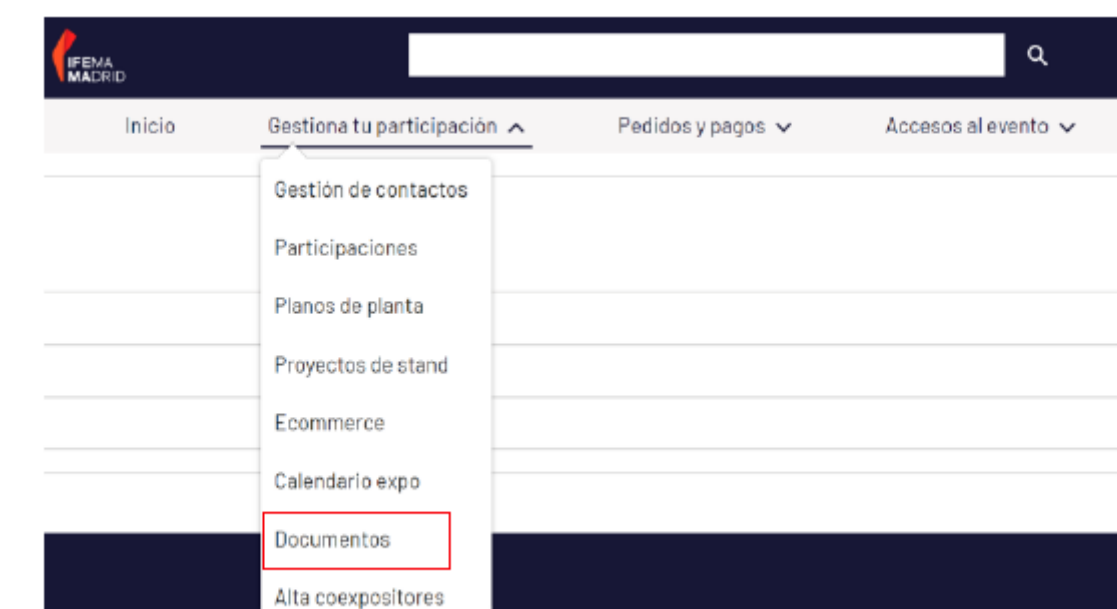 IFEMA
MADRID
Inicio Gestiona tu participación Pedidos y pagos Accesos al evento
Gestión de contactos
Participaciones
Planos de planta
Proyectos de stand
Ecommerce
Calendario expo
Documentos
Alta coexpositores